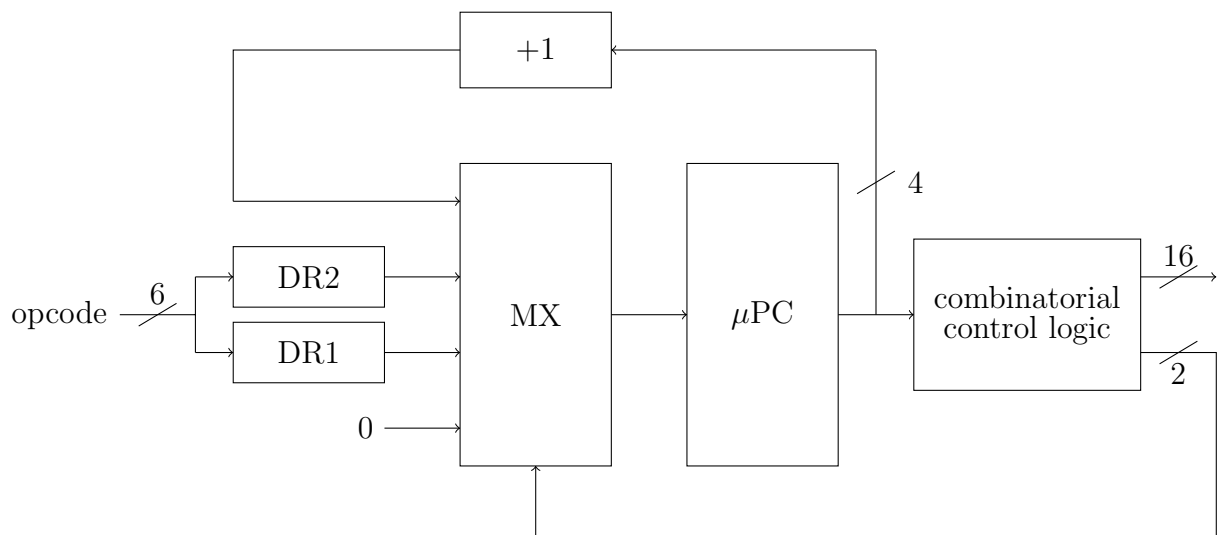 +1
4
16
DR2
6
opcode
MX
μPC
combinatorial
control logic
DR1
2
0